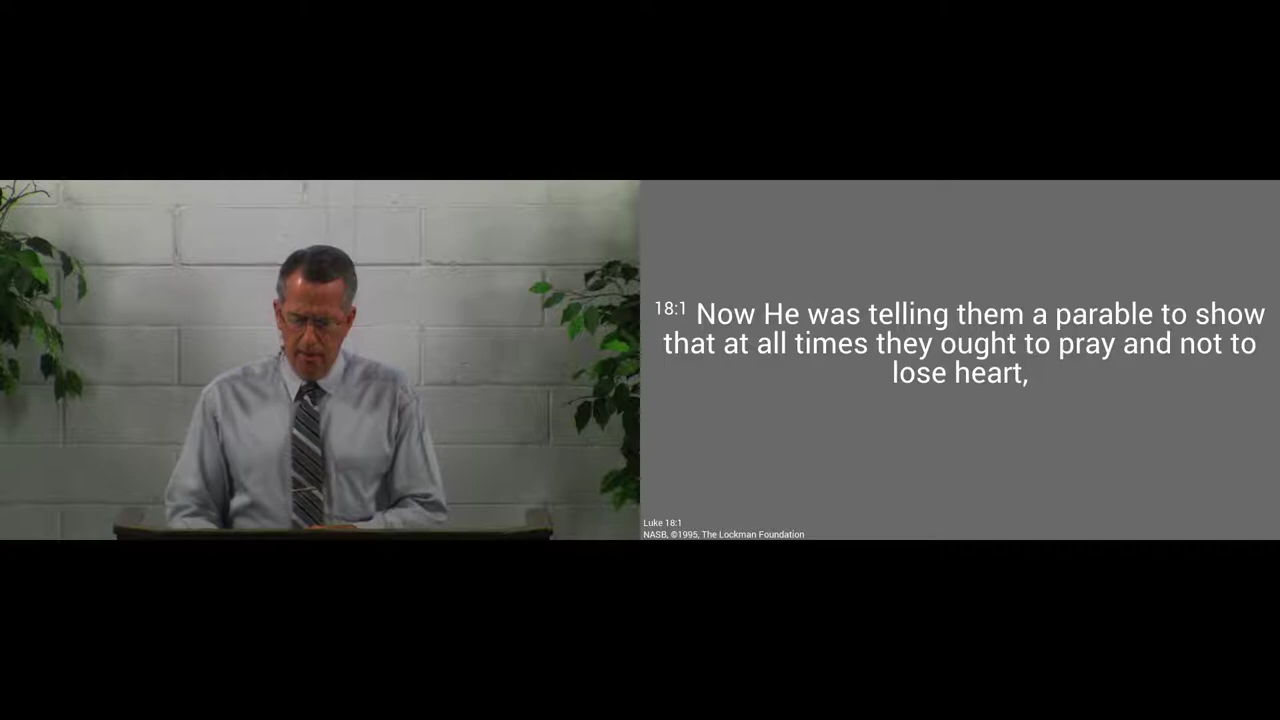 18:1 Now He was telling them a parable to show
that at all times they ought to pray and not to
lose heart,
Luke 18:1
NASB, ©1995, The Lockman Foundation